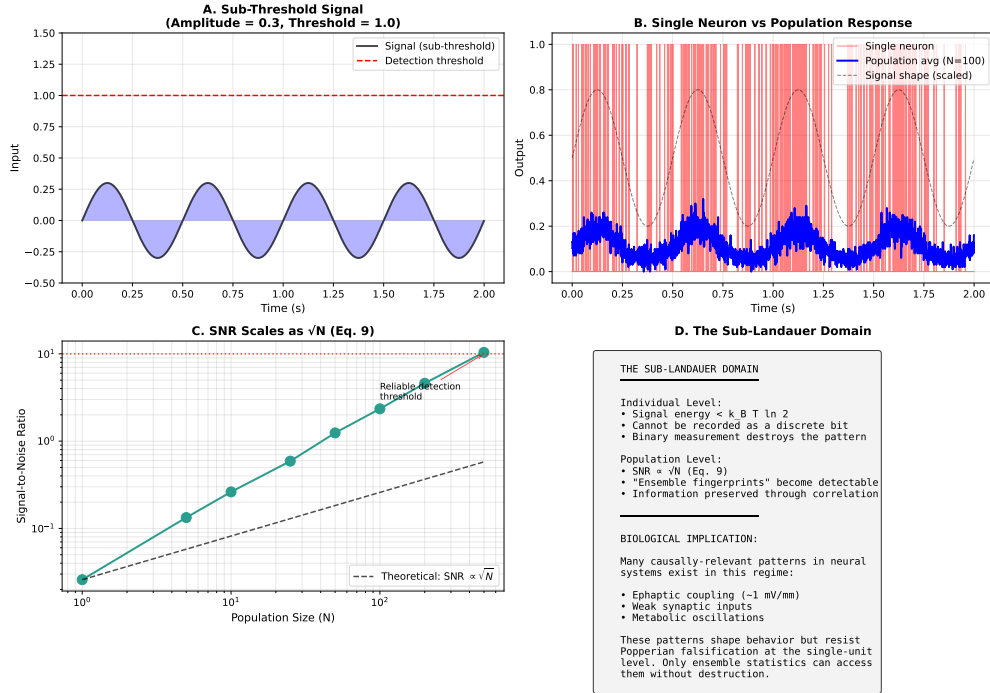 A. Sub-Threshold Signal
(Amplitude = 0.3, Threshold = 1.0)
1.50
1.25
1.00
0.75
0.50
0.25
0.00
−0.25
−0.50
Input
Signal (sub-threshold)
Detection threshold
0.00 0.25 0.50 0.75 1.00 1.25 1.50 1.75 2.00
Time (s)
B. Single Neuron vs Population Response
1.0
0.8
0.6
0.4
0.2
0.0
Output
Single neuron
Population avg (N=100)
Signal shape (scaled)
0.00 0.25 0.50 0.75 1.00 1.25 1.50 1.75 2.00
Time (s)
C. SNR Scales as √N (Eq. 9)
10¹
10⁰
10⁻¹
Signal-to-Noise Ratio
Reliable detection
threshold
Theoretical: SNR ∝ √N
10⁰ 10¹ 10²
Population Size (N)
D. The Sub-Landauer Domain
THE SUB-LANDAUER DOMAIN
Individual Level:
• Signal energy < k_B T ln 2
• Cannot be recorded as a discrete bit
• Binary measurement destroys the pattern
Population Level:
• SNR ∝ √N (Eq. 9)
• "Ensemble fingerprints" become detectable
• Information preserved through correlation
BIOLOGICAL IMPLICATION:
Many causally-relevant patterns in neural
systems exist in this regime:
• Ephaptic coupling (~1 mV/mm)
• Weak synaptic inputs
• Metabolic oscillations
These patterns shape behavior but resist
Popperian falsification at the single-unit
level. Only ensemble statistics can access
them without destruction.